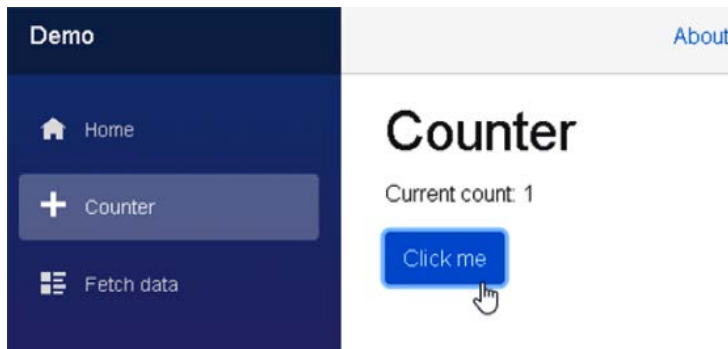 Demo
About
Home
Counter
Fetch data
Counter
Current count: 1
Click me